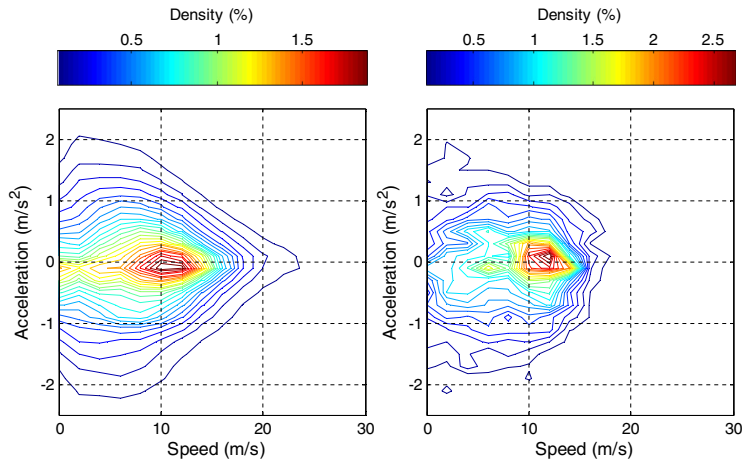 Density (%) Density (%)
0.5 1 1.5 0.5 1 1.5 2 2.5
2 2
1 1
0 0
-1 -1
-2 -2
Acceleration (m/s²) Acceleration (m/s²)
0 10 20 30 0 10 20 30
Speed (m/s) Speed (m/s)